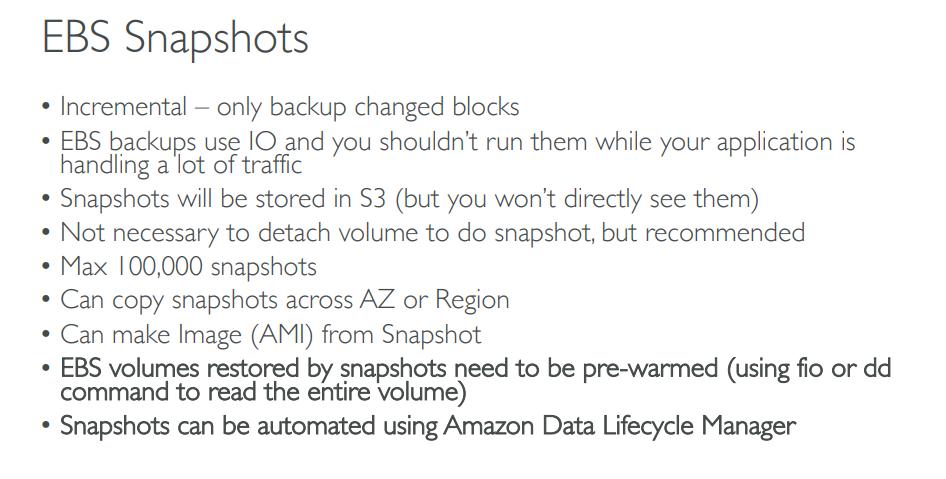 EBS Snapshots
• Incremental – only backup changed blocks
• EBS backups use IO and you shouldn't run them while your application is
handling a lot of traffic
• Snapshots will be stored in S3 (but you won't directly see them)
• Not necessary to detach volume to do snapshot, but recommended
• Max 100,000 snapshots
• Can copy snapshots across AZ or Region
• Can make Image (AMI) from Snapshot
• EBS volumes restored by snapshots need to be pre-warmed (using fio or dd
command to read the entire volume)
• Snapshots can be automated using Amazon Data Lifecycle Manager